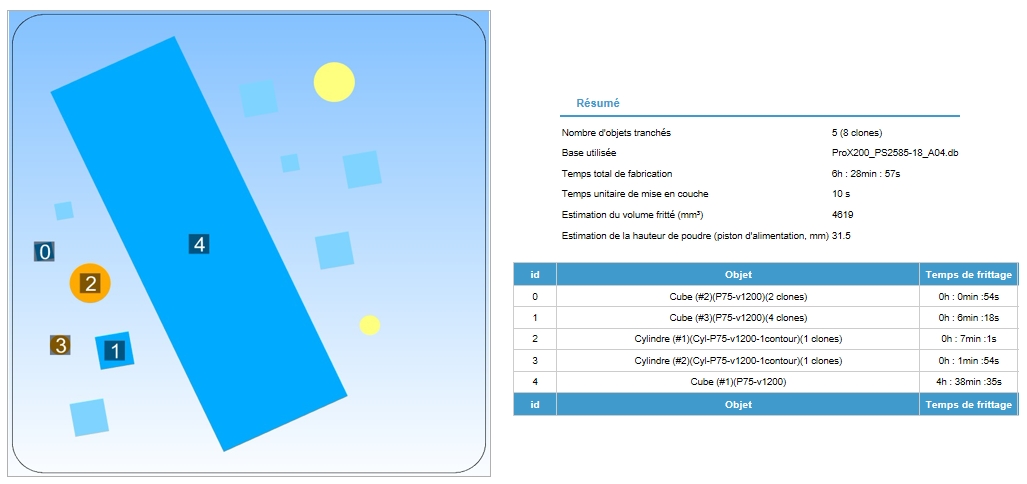 4
0
2
3
1
Résumé
Nombre d'objets tranchés 5 (8 clones)
Base utilisée ProX200_PS2585-18_A04.db
Temps total de fabrication 6h : 28min : 57s
Temps unitaire de mise en couche 10 s
Estimation du volume fritté (mm³) 4619
Estimation de la hauteur de poudre (piston d'alimentation, mm) 31.5
id Objet Temps de frittage
0 Cube (#2)(P75-v1200)(2 clones) 0h : 0min :54s
1 Cube (#3)(P75-v1200)(4 clones) 0h : 6min :18s
2 Cylindre (#1)(Cyl-P75-v1200-1contour)(1 clones) 0h : 7min :1s
3 Cylindre (#2)(Cyl-P75-v1200-1contour)(1 clones) 0h : 1min :54s
4 Cube (#1)(P75-v1200) 4h : 38min :35s
id Objet Temps de frittage